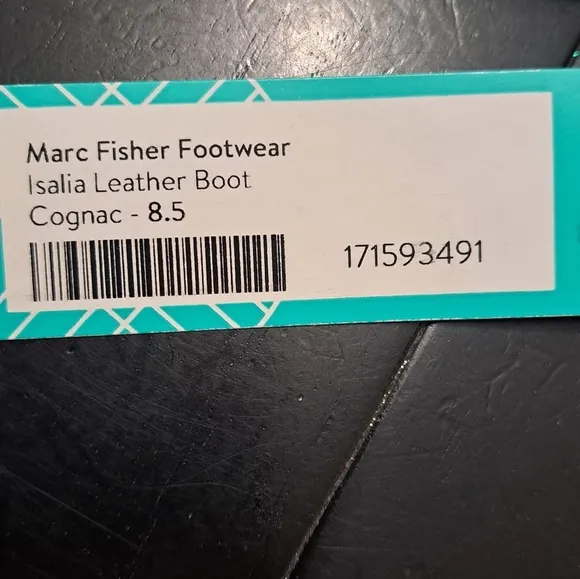 Marc Fisher Footwear
Isalia Leather Boot
Cognac - 8.5
171593491